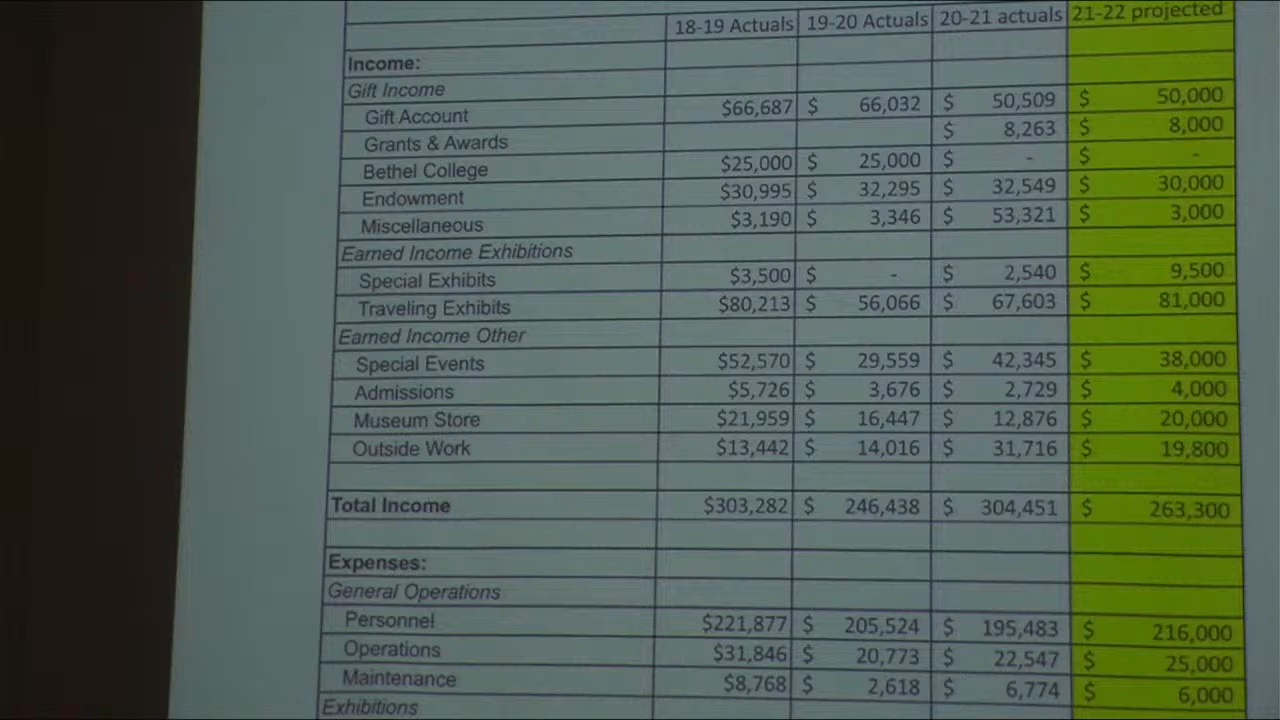 18-19 Actuals 19-20 Actuals 20-21 actuals 21-22 projected
Income:
Gift Income
Gift Account $66,687 $ 66,032 $ 50,509 $ 50,000
Grants & Awards $ 8,263 $ 8,000
Bethel College $25,000 $ 25,000 $ - $ -
Endowment $30,995 $ 32,295 $ 32,549 $ 30,000
Miscellaneous $3,190 $ 3,346 $ 53,321 $ 3,000
Earned Income Exhibitions
Special Exhibits $3,500 $ - $ 2,540 $ 9,500
Traveling Exhibits $80,213 $ 56,066 $ 67,603 $ 81,000
Earned Income Other
Special Events $52,570 $ 29,559 $ 42,345 $ 38,000
Admissions $5,726 $ 3,676 $ 2,729 $ 4,000
Museum Store $21,959 $ 16,447 $ 12,876 $ 20,000
Outside Work $13,442 $ 14,016 $ 31,716 $ 19,800
Total Income $303,282 $ 246,438 $ 304,451 $ 263,300
Expenses:
General Operations
Personnel $221,877 $ 205,524 $ 195,483 $ 216,000
Operations $31,846 $ 20,773 $ 22,547 $ 25,000
Maintenance $8,768 $ 2,618 $ 6,774 $ 6,000
Exhibitions